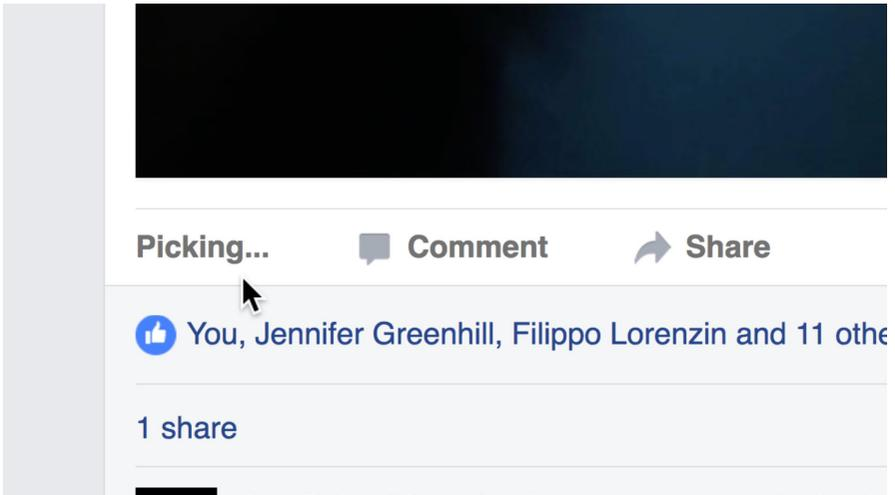 Picking... Comment Share
You, Jennifer Greenhill, Filippo Lorenzin and 11 othe
1 share